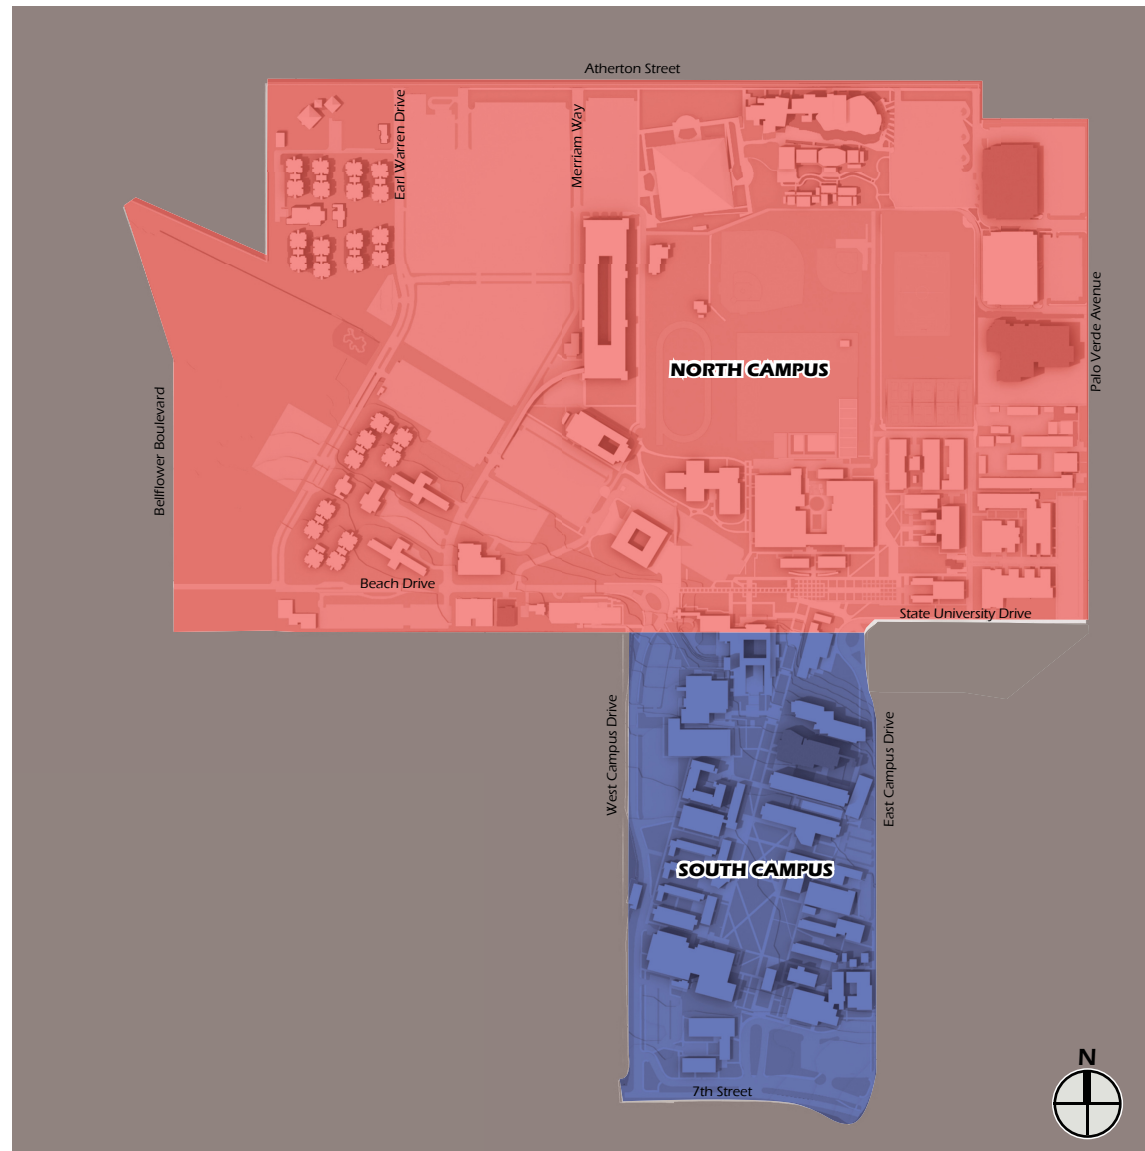 Atherton Street
Earl Warren Drive
Merriam Way
NORTH CAMPUS
Palo Verde Avenue
Bellflower Boulevard
Beach Drive
State University Drive
West Campus Drive
East Campus Drive
SOUTH CAMPUS
7th Street
N